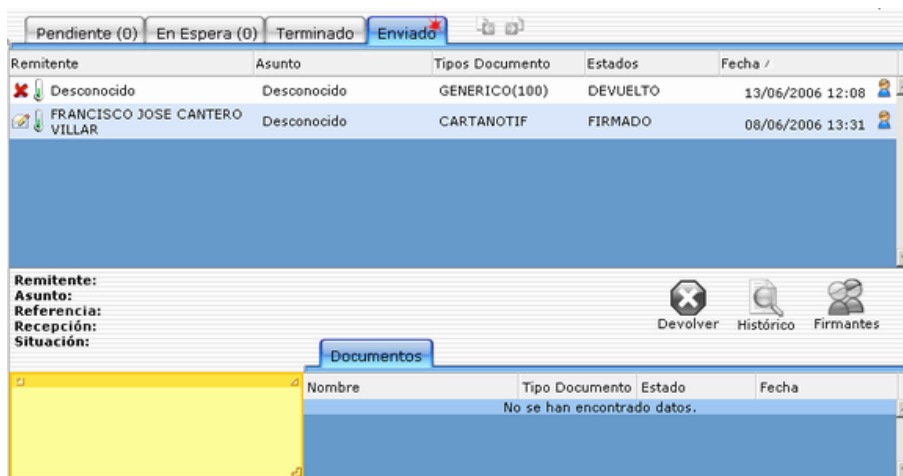 Pendiente (0) En Espera (0) Terminado Enviado
Remitente Asunto Tipos Documento Estados Fecha
Desconocido Desconocido GENERICO(100) DEVUELTO 13/06/2006 12:08
FRANCISCO JOSE CANTERO
VILLAR Desconocido CARTANOTIF FIRMADO 08/06/2006 13:31
Remitente:
Asunto:
Referencia:
Recepción:
Situación:
Devolver Histórico Firmantes
Documentos
Nombre Tipo Documento Estado Fecha
No se han encontrado datos.